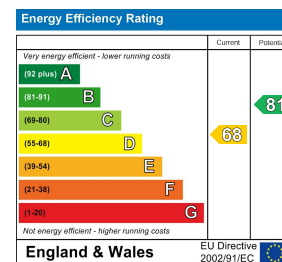 Energy Efficiency Rating
Current Potentia
Very energy efficient - lower running costs
(92 plus) A
(81-91) B
81
(69-80) C
(55-68) D
68
(39-54) E
(21-38) F
(1-20) G
Not energy efficient - higher running costs
England & Wales
EU Directive
2002/91/EC